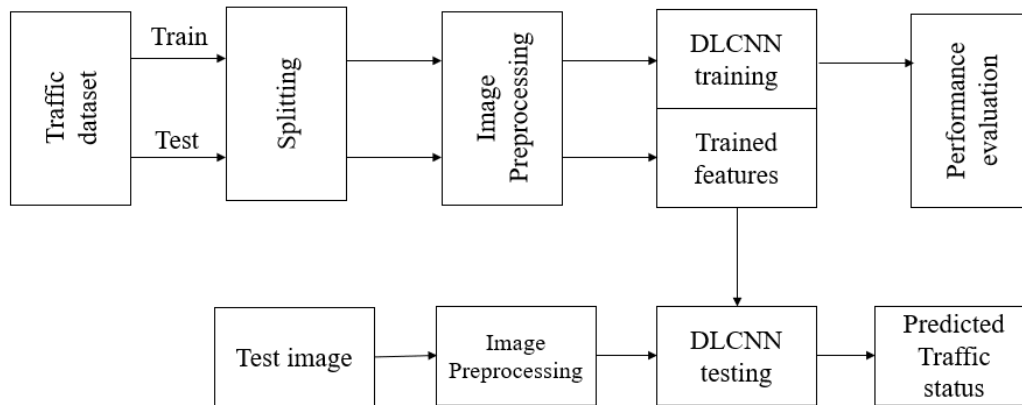 Traffic
dataset
Train
Test
Splitting
Image
Preprocessing
DLCNN
training
Trained
features
Performance
evaluation
Test image
Image
Preprocessing
DLCNN
testing
Predicted
Traffic
status